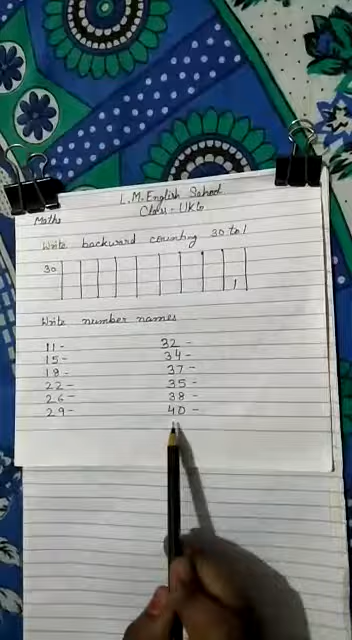 L.M. English School
Class - UKG
Maths
Write backward counting 30 to 1
30
1
Write number names
11 - 32 -
15 - 34 -
18 - 37 -
22 - 35 -
26 - 38 -
29 - 40 -